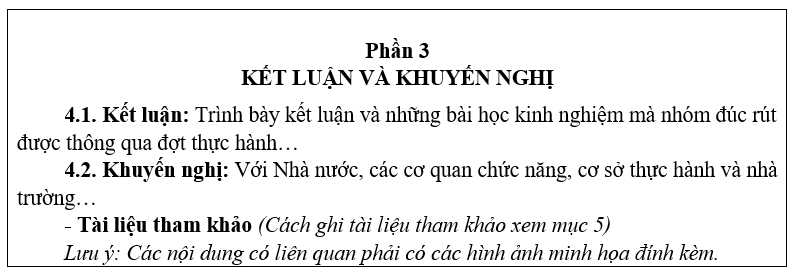 Phần 3
KẾT LUẬN VÀ KHUYẾN NGHỊ
4.1. Kết luận: Trình bày kết luận và những bài học kinh nghiệm mà nhóm đúc rút
được thông qua đợt thực hành…
4.2. Khuyến nghị: Với Nhà nước, các cơ quan chức năng, cơ sở thực hành và nhà
trường…
- Tài liệu tham khảo (Cách ghi tài liệu tham khảo xem mục 5)
Lưu ý: Các nội dung có liên quan phải có các hình ảnh minh họa đính kèm.